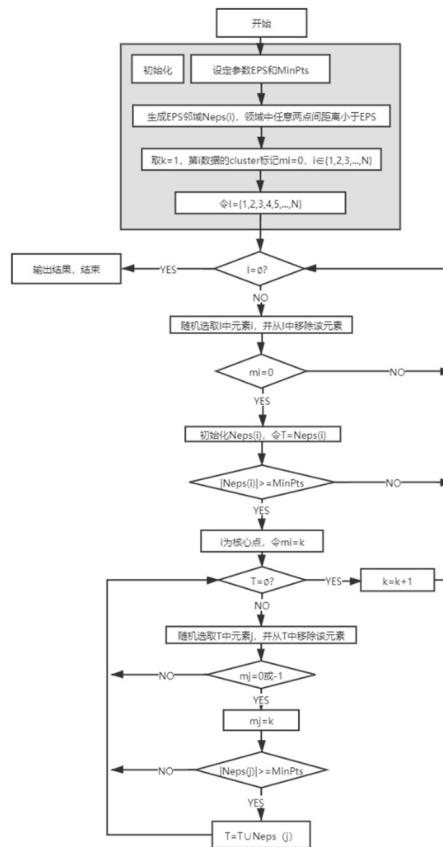 开始
初始化
设定参数EPS和MinPts
生成EPS邻域Neps(i)，领域中任意两点间距离小于EPS
取k=1，第i数据的cluster标记mi=0，i∈{1,2,3,...,N}
令I={1,2,3,4,5,...,N}
I=∅?
YES
输出结果，结束
NO
随机选取I中元素i，并从I中移除该元素
mi=0
NO
YES
初始化Neps(i)，令T=Neps(i)
|Neps(i)|>=MinPts
NO
YES
i为核心点，令mi=k
T=∅?
YES
k=k+1
NO
随机选取T中元素j，并从T中移除该元素
mj=0或-1
NO
YES
mj=k
|Neps(j)|>=MinPts
NO
YES
T=T∪Neps（j）